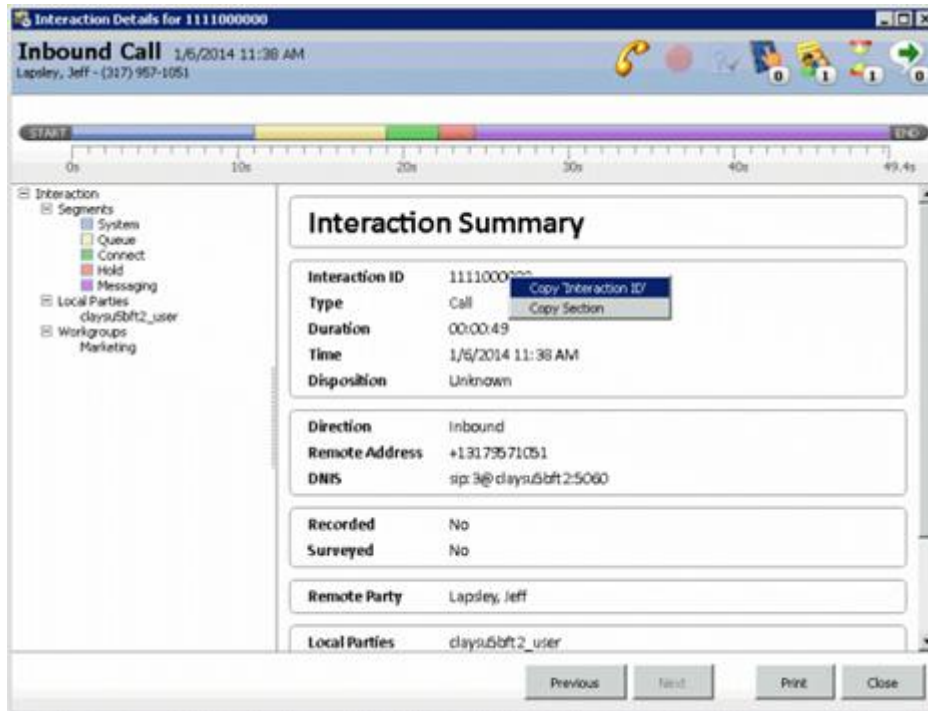 Interaction Details for 1111000000
Inbound Call 1/6/2014 11:38 AM
Lapsley, Jeff - (317) 957-1051
0 1 1 0
START END
0s 10s 20s 30s 40s 49.4s
Interaction
Segments
System
Queue
Connect
Hold
Messaging
Local Parties
claysu5bft2_user
Workgroups
Marketing
Interaction Summary
Interaction ID 1111000000
Copy 'Interaction ID'
Copy Section
Type Call
Duration 00:00:49
Time 1/6/2014 11:38 AM
Disposition Unknown
Direction Inbound
Remote Address +13179571051
DNIS sip:3@claysu5bft2:5060
Recorded No
Surveyed No
Remote Party Lapsley, Jeff
Local Parties claysu5bft2_user
Previous Next Print Close